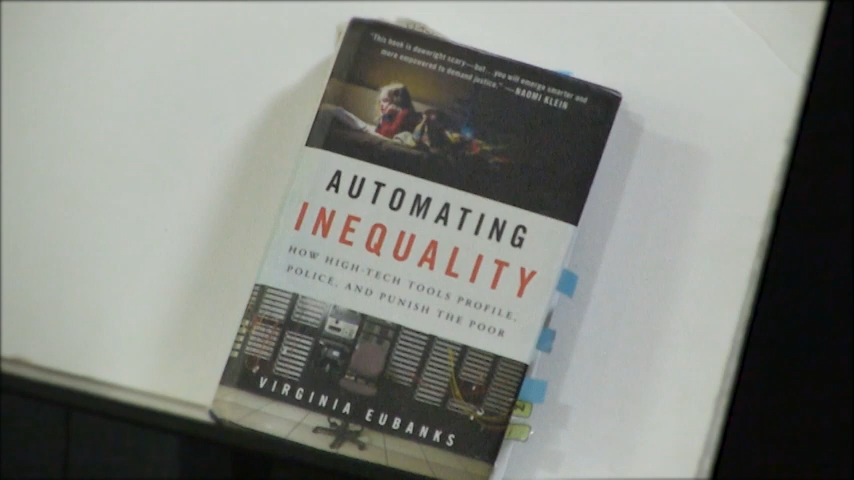 "This book is downright scary—but...you will emerge smarter and
more empowered to demand justice." —NAOMI KLEIN
AUTOMATING
INEQUALITY
HOW HIGH-TECH TOOLS PROFILE,
POLICE, AND PUNISH THE POOR
VIRGINIA EUBANKS